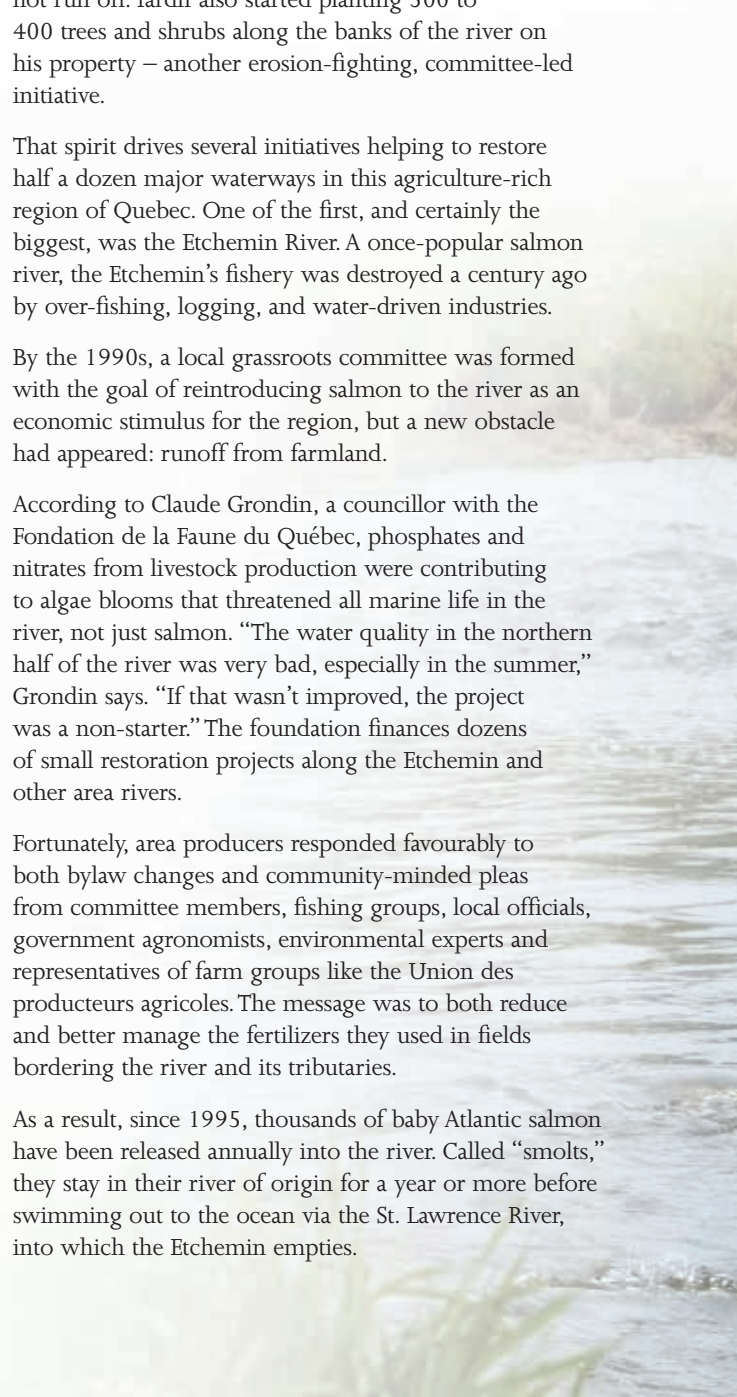 not run off. Tardif also started planting 300 to
400 trees and shrubs along the banks of the river on
his property – another erosion-fighting, committee-led
initiative.
That spirit drives several initiatives helping to restore
half a dozen major waterways in this agriculture-rich
region of Quebec. One of the first, and certainly the
biggest, was the Etchemin River. A once-popular salmon
river, the Etchemin’s fishery was destroyed a century ago
by over-fishing, logging, and water-driven industries.
By the 1990s, a local grassroots committee was formed
with the goal of reintroducing salmon to the river as an
economic stimulus for the region, but a new obstacle
had appeared: runoff from farmland.
According to Claude Grondin, a councillor with the
Fondation de la Faune du Québec, phosphates and
nitrates from livestock production were contributing
to algae blooms that threatened all marine life in the
river, not just salmon. “The water quality in the northern
half of the river was very bad, especially in the summer,”
Grondin says. “If that wasn’t improved, the project
was a non-starter.” The foundation finances dozens
of small restoration projects along the Etchemin and
other area rivers.
Fortunately, area producers responded favourably to
both bylaw changes and community-minded pleas
from committee members, fishing groups, local officials,
government agronomists, environmental experts and
representatives of farm groups like the Union des
producteurs agricoles. The message was to both reduce
and better manage the fertilizers they used in fields
bordering the river and its tributaries.
As a result, since 1995, thousands of baby Atlantic salmon
have been released annually into the river. Called “smolts,”
they stay in their river of origin for a year or more before
swimming out to the ocean via the St. Lawrence River,
into which the Etchemin empties.